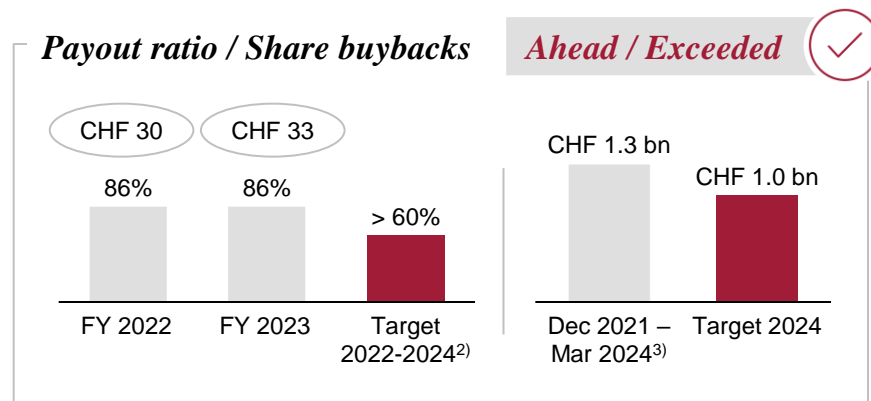 Payout ratio / Share buybacks
Ahead / Exceeded
CHF 30
CHF 33
86%
86%
> 60%
FY 2022
FY 2023
Target
2022-2024²⁾
CHF 1.3 bn
CHF 1.0 bn
Dec 2021 –
Mar 2024³⁾
Target 2024